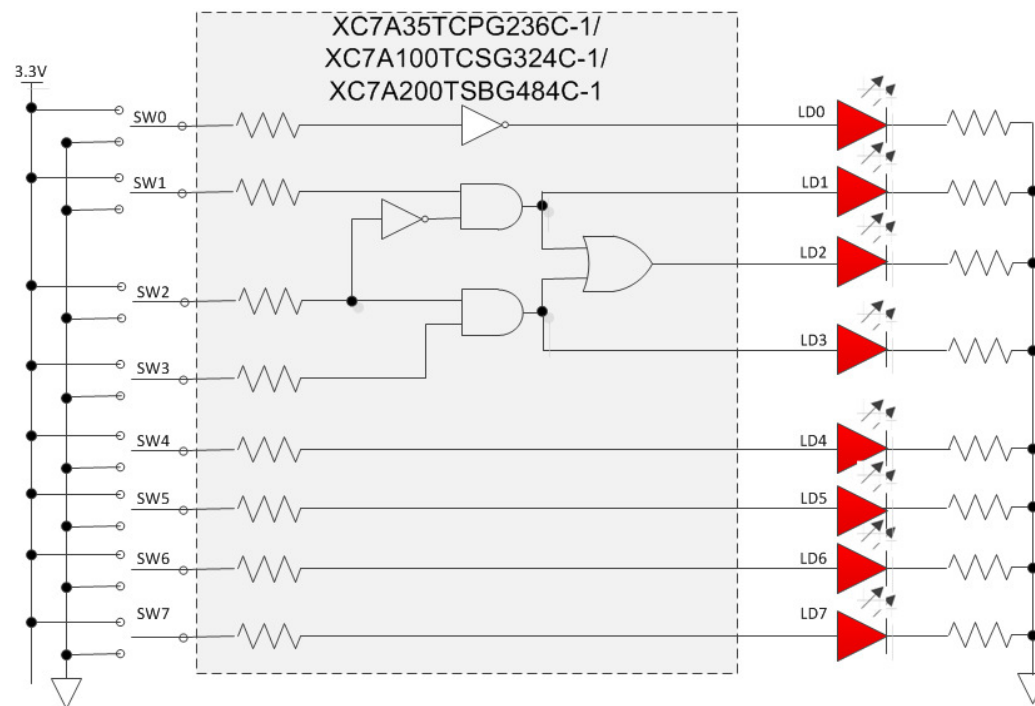 XC7A35TCPG236C-1/
XC7A100TCSG324C-1/
XC7A200TSBG484C-1
3.3V
SW0
LD0
SW1
LD1
LD2
SW2
LD3
SW3
SW4
LD4
SW5
LD5
SW6
LD6
SW7
LD7